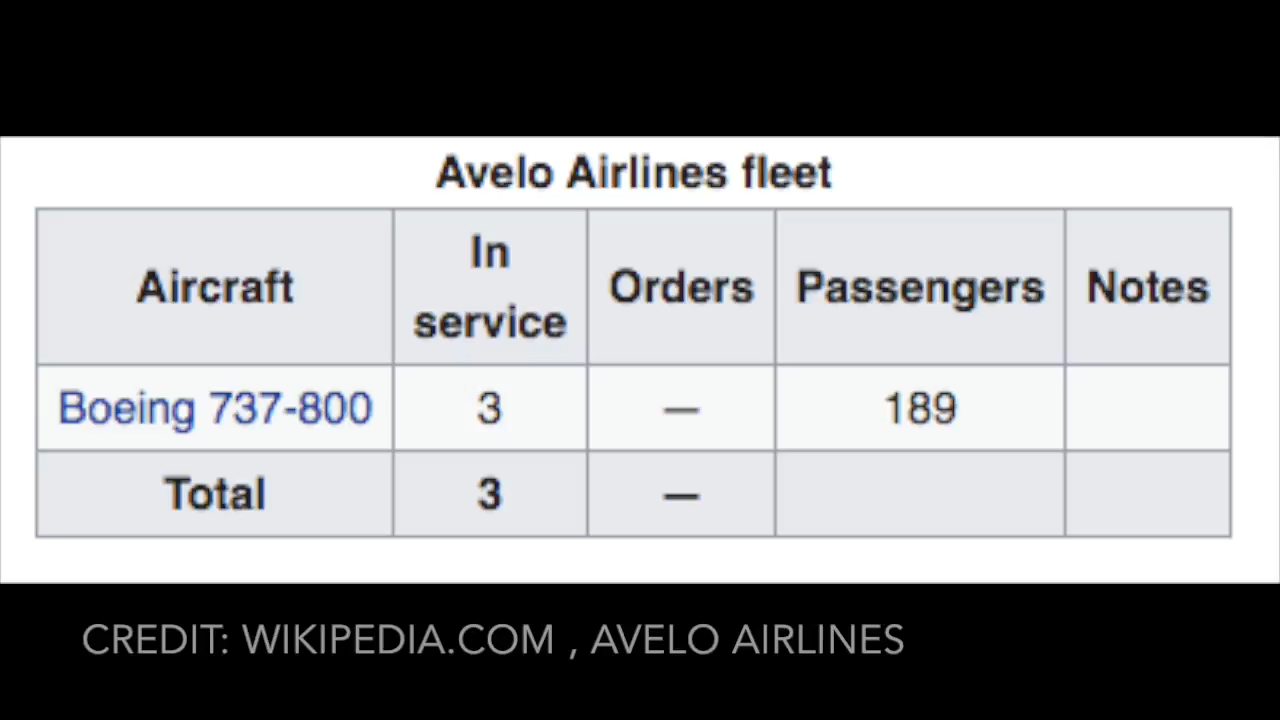 Avelo Airlines fleet
Aircraft In service Orders Passengers Notes
Boeing 737-800 3 — 189
Total 3 —
CREDIT: WIKIPEDIA.COM , AVELO AIRLINES